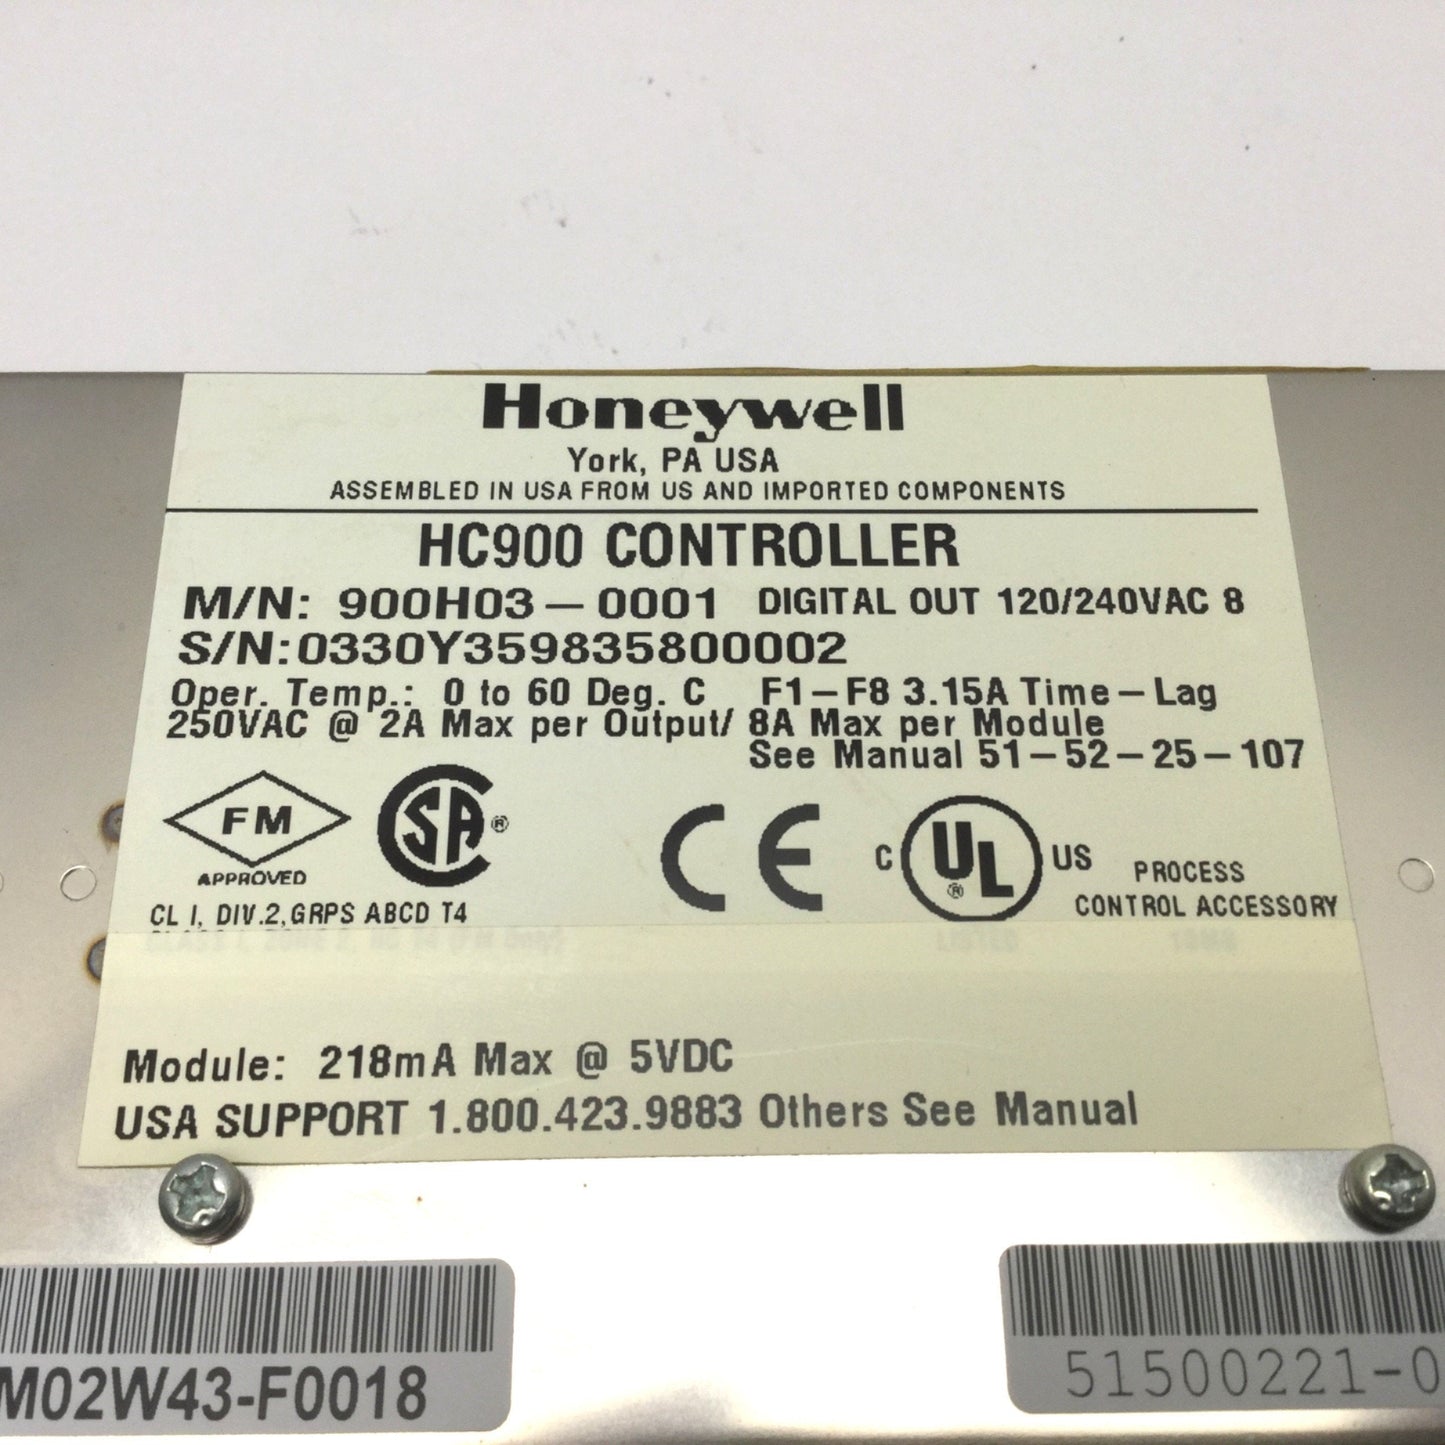 Honeywell
York, PA USA
ASSEMBLED IN USA FROM US AND IMPORTED COMPONENTS
HC900 CONTROLLER
M/N: 900H03-0001 DIGITAL OUT 120/240VAC 8
S/N:0330Y359835800002
Oper. Temp.: 0 to 60 Deg. C F1-F8 3.15A Time-Lag
250VAC @ 2A Max per Output/ 8A Max per Module
See Manual 51-52-25-107
FM
APPROVED
CSA ®
CE
C UL ® US
PROCESS
CONTROL ACCESSORY
CL I, DIV.2, GRPS ABCD T4
LISTED
Module: 218mA Max @ 5VDC
USA SUPPORT 1.800.423.9883 Others See Manual
M02W43-F0018
51500221-0